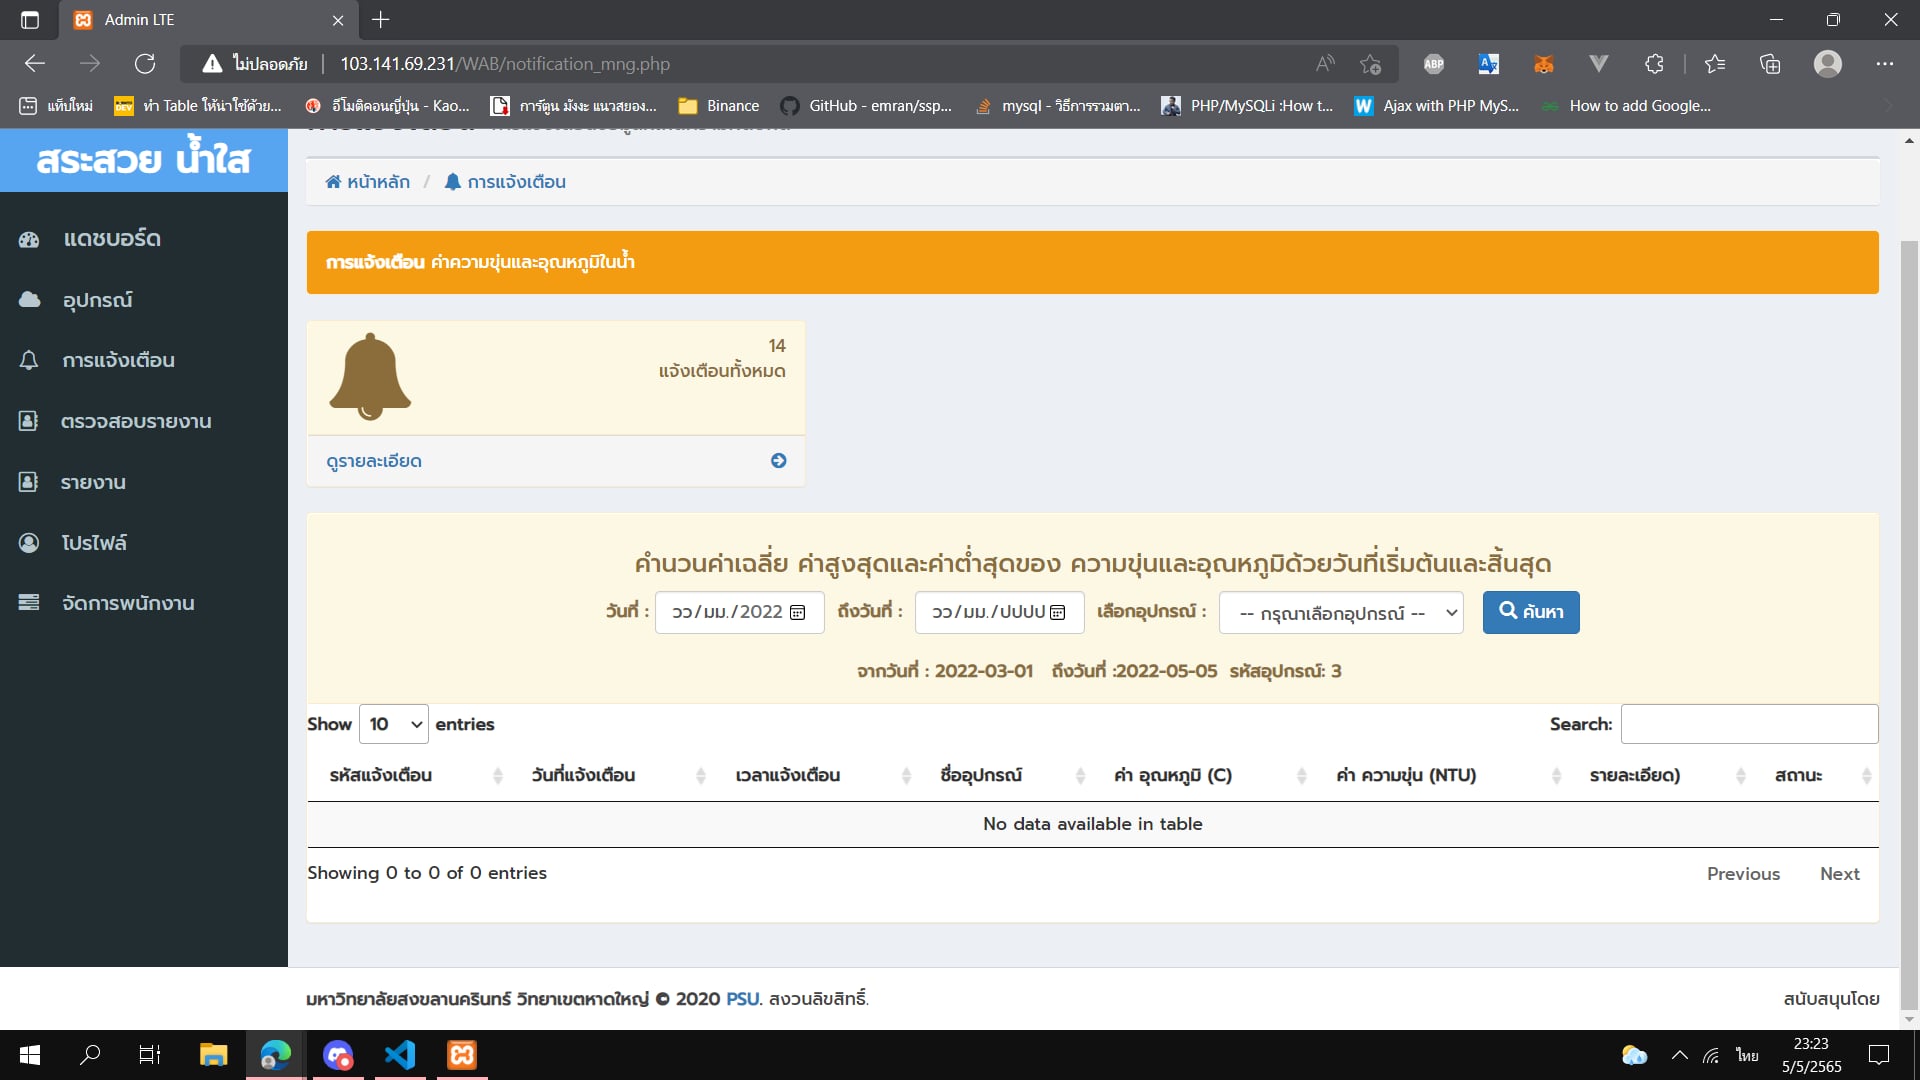 Admin LTE
ไม่ปลอดภัย 103.141.69.231/WAB/notification_mng.php
ABP
แท็บใหม่ ทำ Table ให้น่าใช้ด้วย... อีโมติคอนญี่ปุ่น - Kao... การ์ตูน มังงะ แนวสยอง... Binance GitHub - emran/ssp... mysql - วิธีการรวมตา... PHP/MySQLi :How t... Ajax with PHP MyS... How to add Google...
สระสวย น้ำใส
แดชบอร์ด
อุปกรณ์
การแจ้งเตือน
ตรวจสอบรายงาน
รายงาน
โปรไฟล์
จัดการพนักงาน
หน้าหลัก / การแจ้งเตือน
การแจ้งเตือน ค่าความขุ่นและอุณหภูมิในน้ำ
14
แจ้งเตือนทั้งหมด
ดูรายละเอียด
คำนวนค่าเฉลี่ย ค่าสูงสุดและค่าต่ำสุดของ ความขุ่นและอุณหภูมิด้วยวันที่เริ่มต้นและสิ้นสุด
วันที่ : วว/มม./2022 ถึงวันที่ : วว/มม./ปปปป เลือกอุปกรณ์ : -- กรุณาเลือกอุปกรณ์ -- ค้นหา
จากวันที่ : 2022-03-01 ถึงวันที่ :2022-05-05 รหัสอุปกรณ์: 3
Show 10 entries Search:
รหัสแจ้งเตือน วันที่แจ้งเตือน เวลาแจ้งเตือน ชื่ออุปกรณ์ ค่า อุณหภูมิ (C) ค่า ความขุ่น (NTU) รายละเอียด) สถานะ
No data available in table
Showing 0 to 0 of 0 entries Previous Next
มหาวิทยาลัยสงขลานครินทร์ วิทยาเขตหาดใหญ่ © 2020 PSU. สงวนลิขสิทธิ์. สนับสนุนโดย
ไทย
23:23
5/5/2565